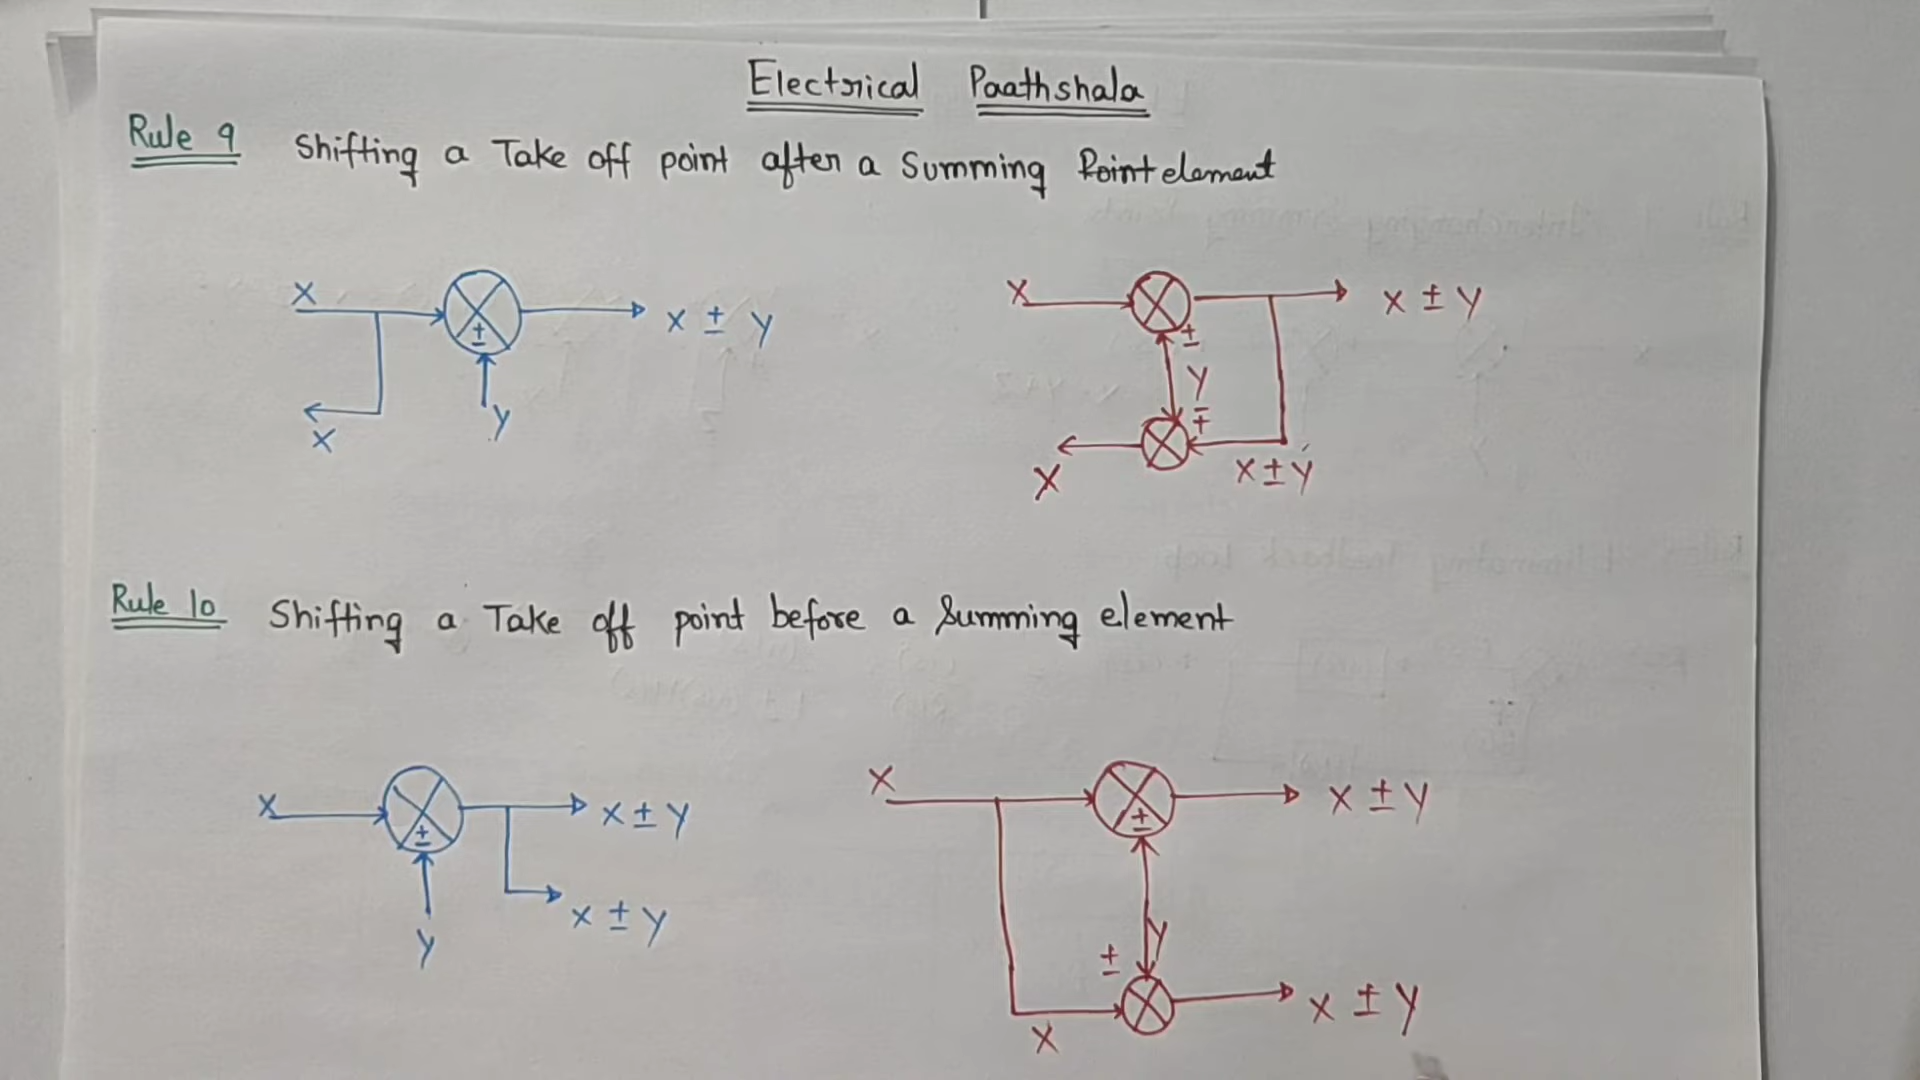 Electrical Paathshala
Rule 9 Shifting a Take off point after a Summing Point element
X
X ± Y
±
Y
X
X
X ± Y
±
Y
∓
X ± Y
X
Rule 10 Shifting a Take off point before a Summing element
X
X ± Y
±
X ± Y
Y
X
X ± Y
±
Y
±
X ± Y
X